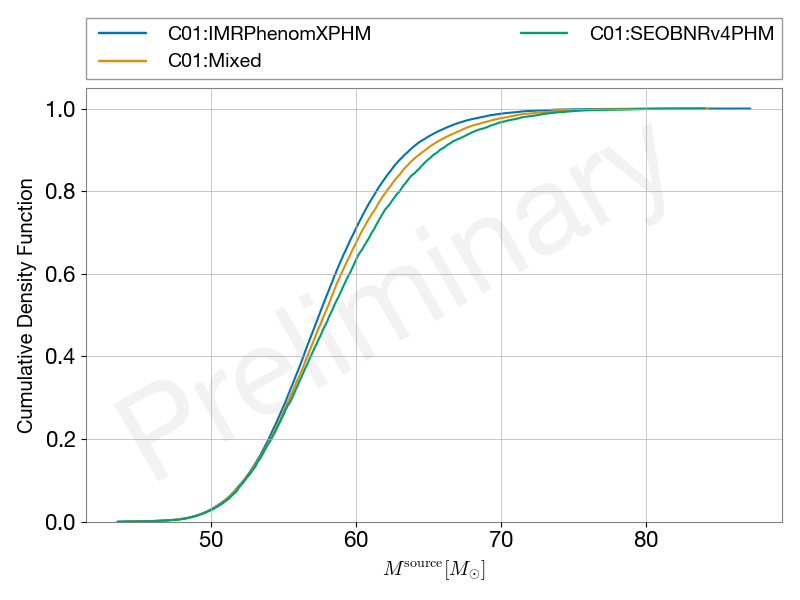 C01:IMRPhenomXPHM
C01:Mixed
C01:SEOBNRv4PHM
Preliminary
Cumulative Density Function
1.0
0.8
0.6
0.4
0.2
0.0
50 60 70 80
M^source [M_⊙]